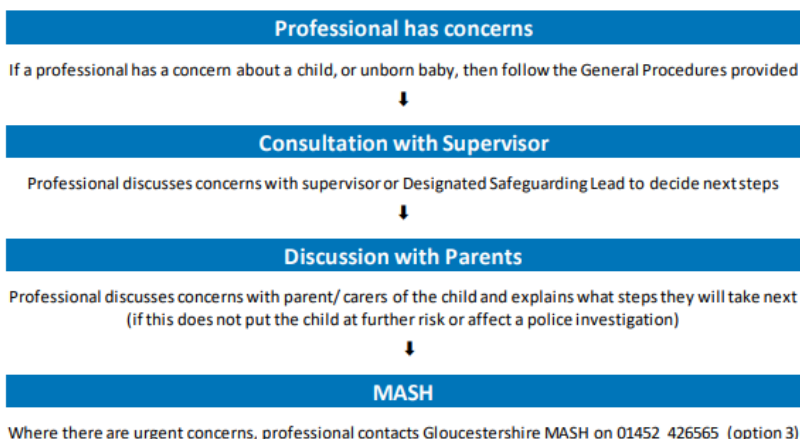 Professional has concerns
If a professional has a concern about a child, or unborn baby, then follow the General Procedures provided
Consultation with Supervisor
Professional discusses concerns with supervisor or Designated Safeguarding Lead to decide next steps
Discussion with Parents
Professional discusses concerns with parent/ carers of the child and explains what steps they will take next
(if this does not put the child at further risk or affect a police investigation)
MASH
Where there are urgent concerns, professional contacts Gloucestershire MASH on 01452 426565 (option 3)